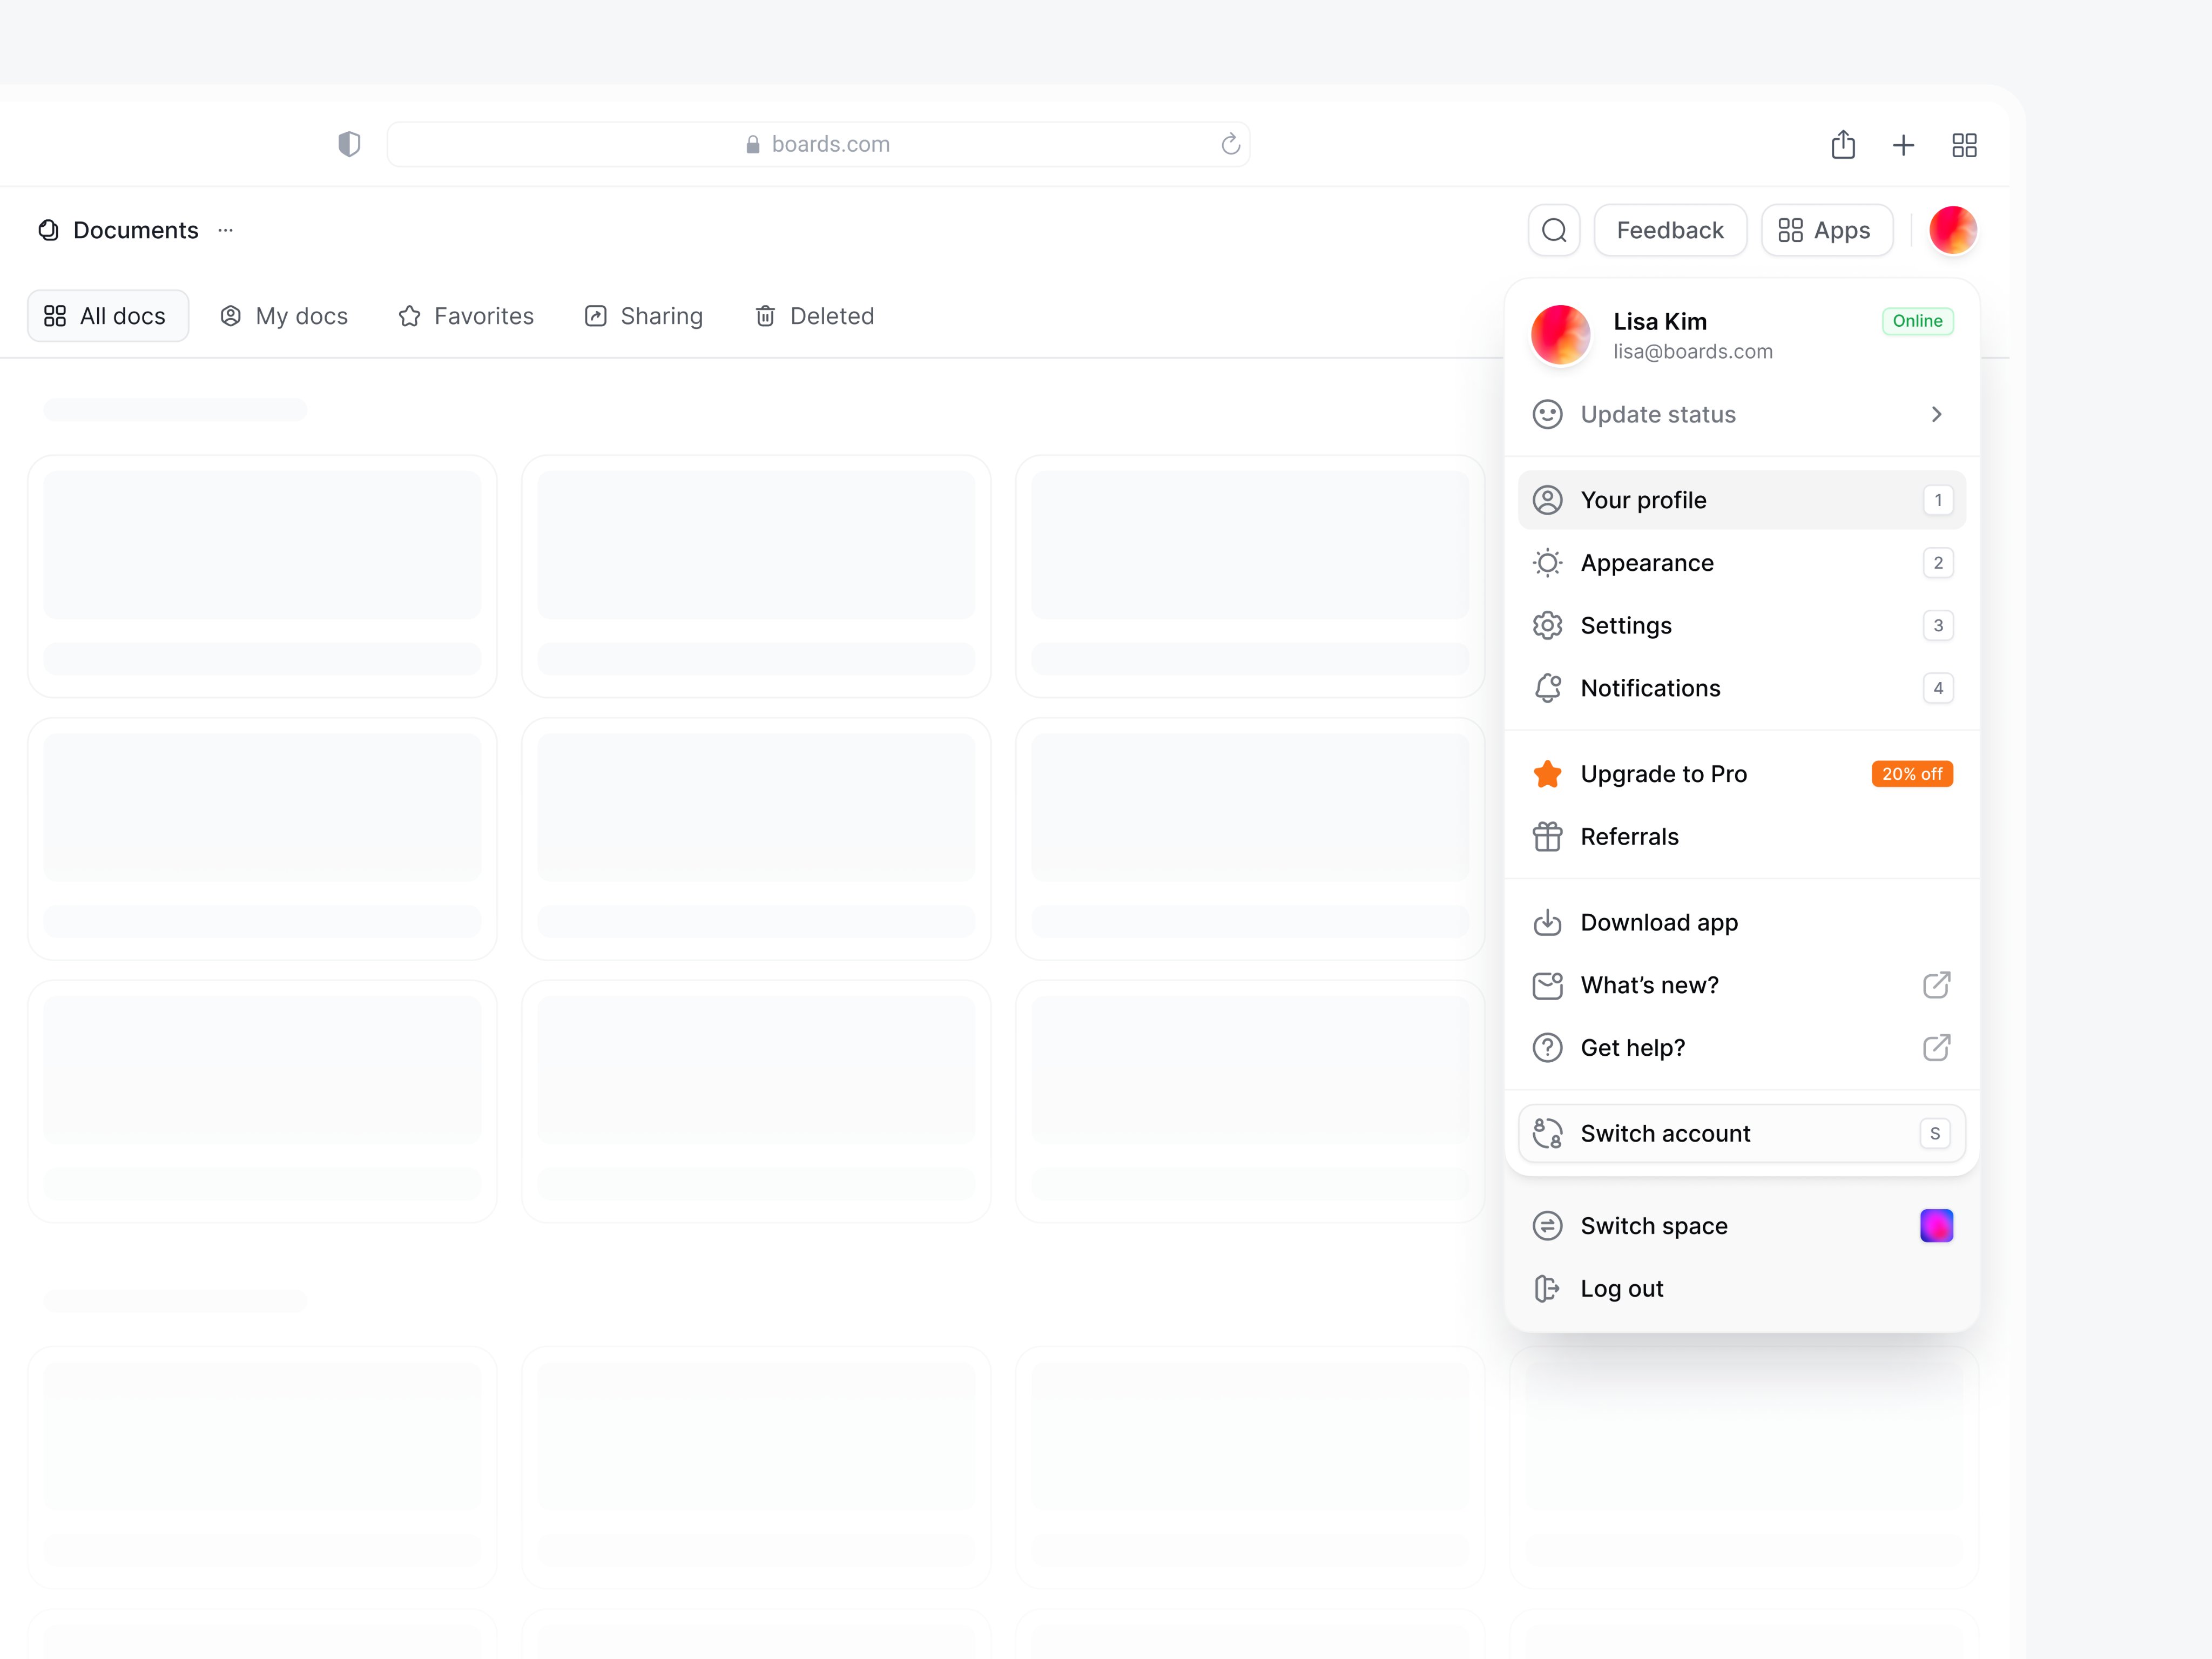 boards.com
Documents ...
Feedback
Apps
All docs
My docs
Favorites
Sharing
Deleted
Lisa Kim
Online
lisa@boards.com
Update status
Your profile 1
Appearance 2
Settings 3
Notifications 4
Upgrade to Pro 20% off
Referrals
Download app
What’s new?
Get help?
Switch account S
Switch space
Log out